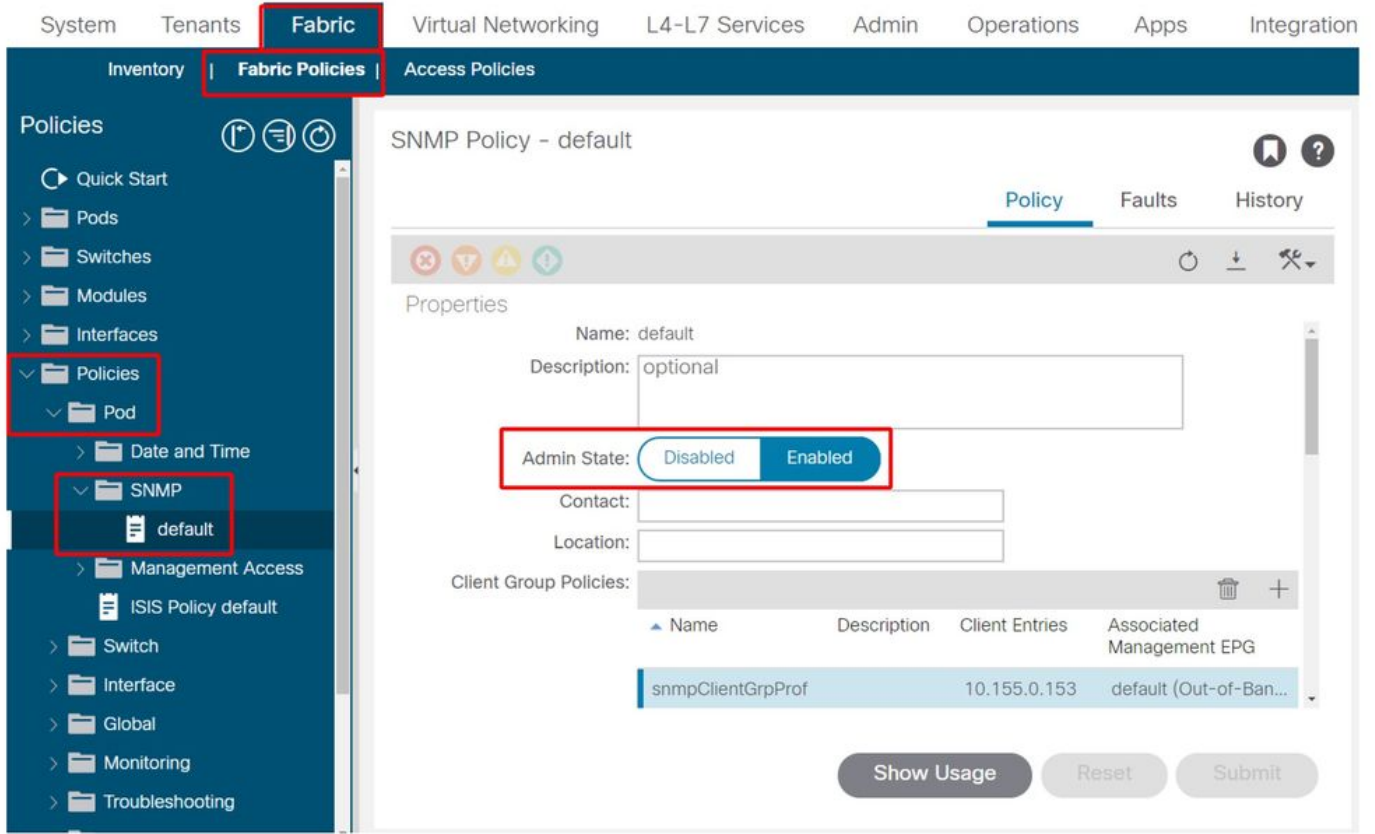 System Tenants Fabric Virtual Networking L4-L7 Services Admin Operations Apps Integration
Inventory | Fabric Policies | Access Policies
Policies
Quick Start
Pods
Switches
Modules
Interfaces
Policies
Pod
Date and Time
SNMP
default
Management Access
ISIS Policy default
Switch
Interface
Global
Monitoring
Troubleshooting
SNMP Policy - default
Policy Faults History
Properties
Name: default
Description: optional
Admin State: Disabled Enabled
Contact:
Location:
Client Group Policies:
Name Description Client Entries Associated Management EPG
snmpClientGrpProf 10.155.0.153 default (Out-of-Ban...
Show Usage Reset Submit